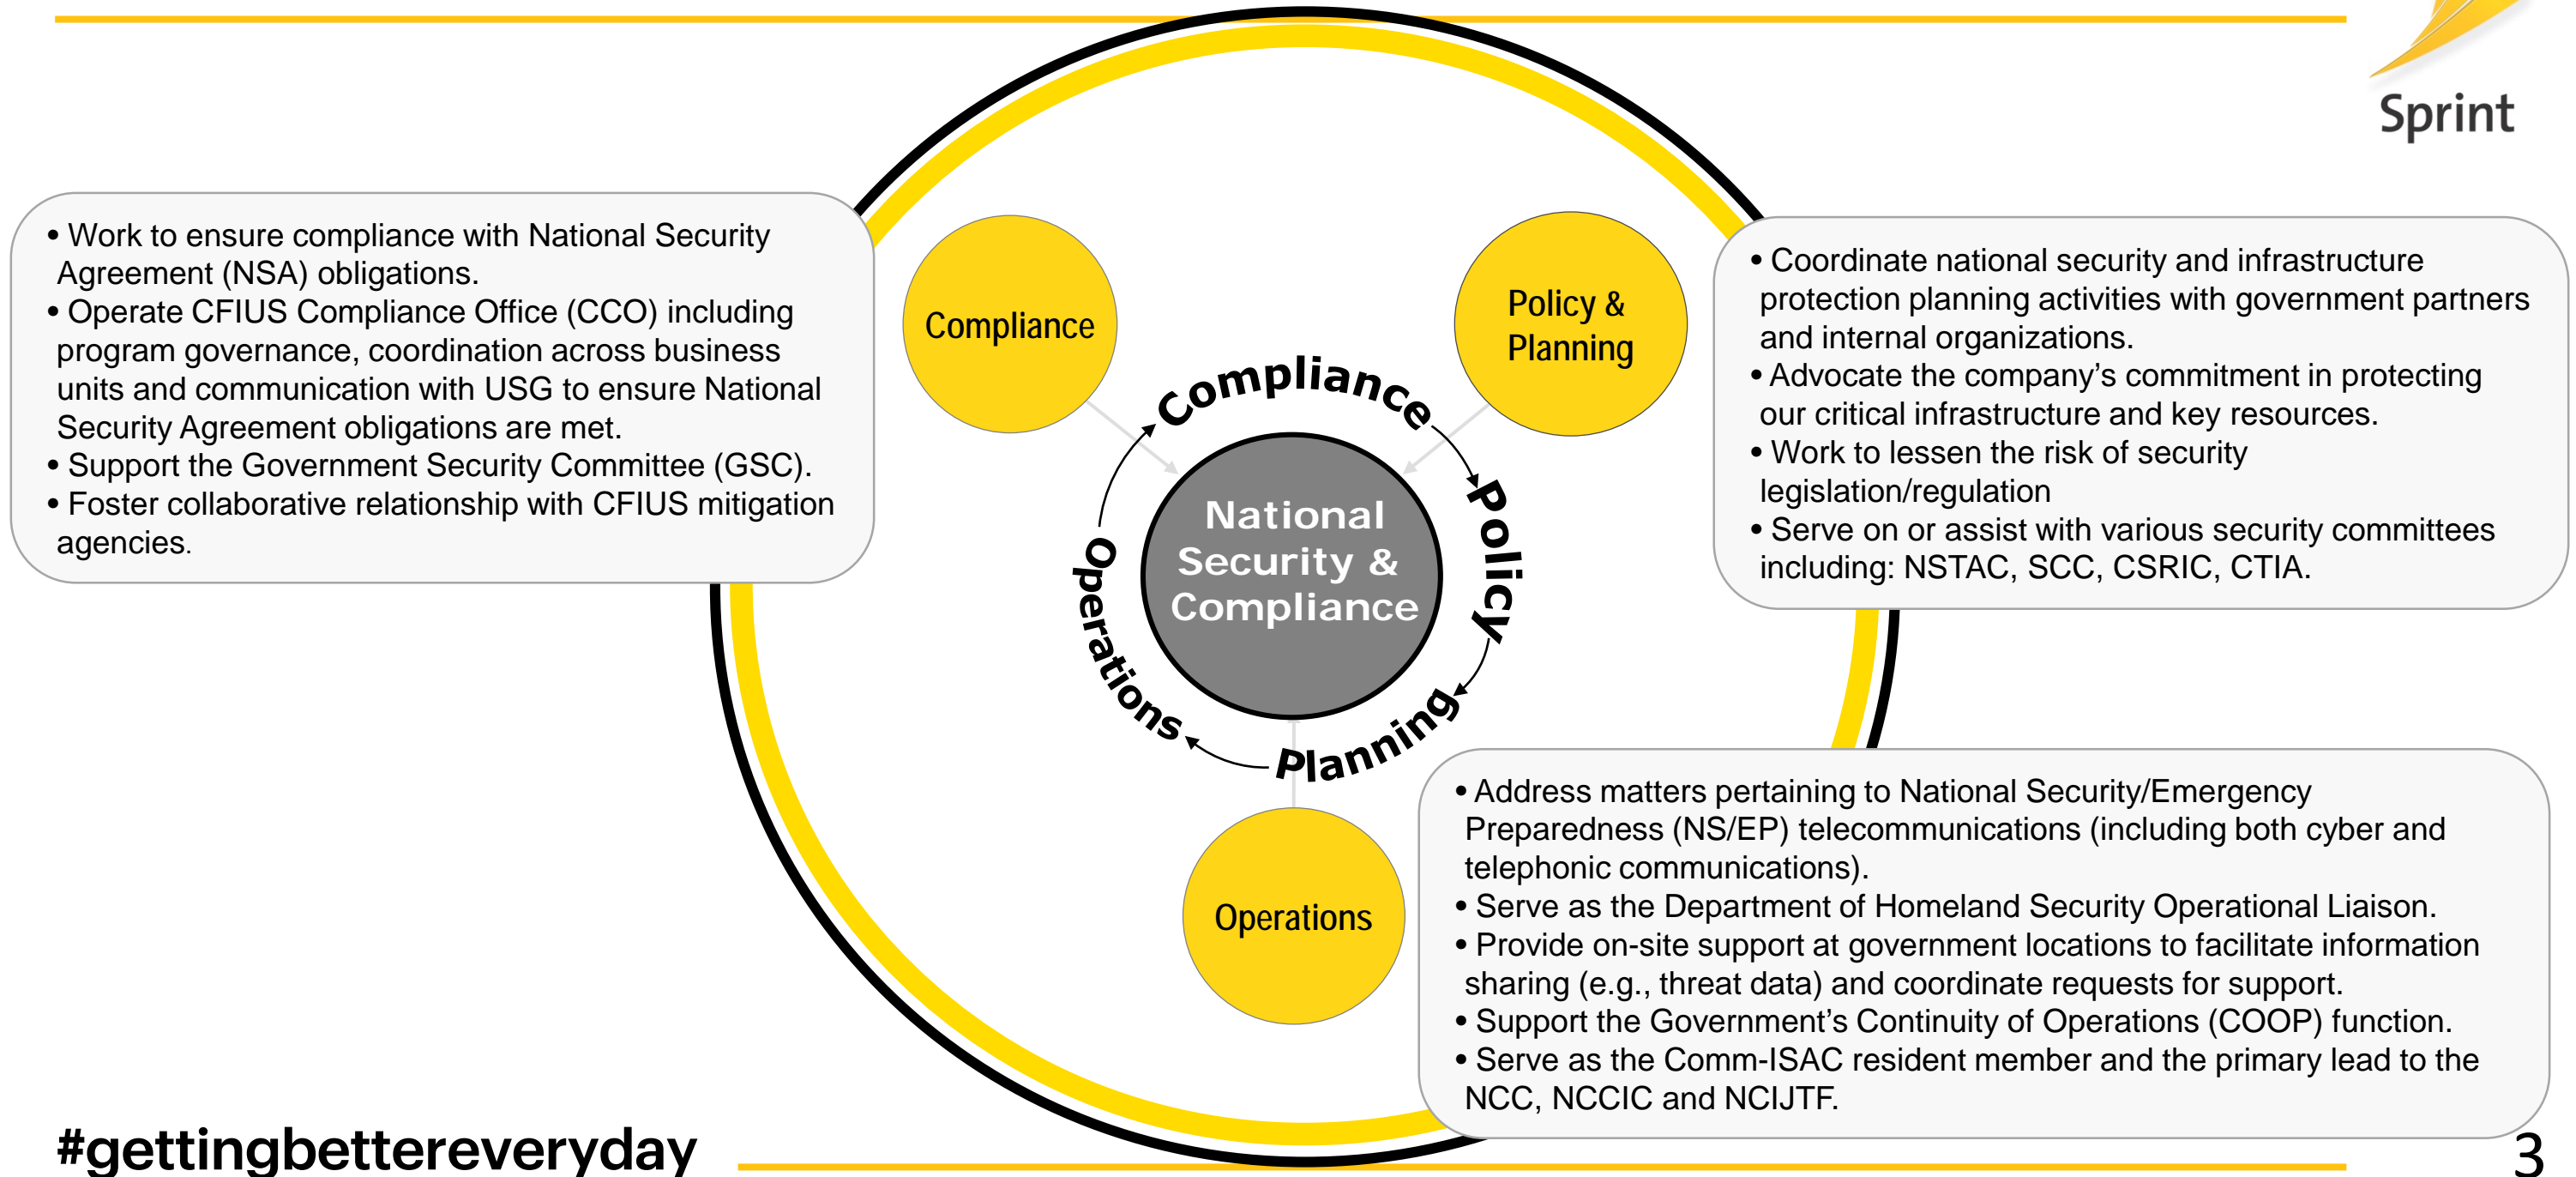 Sprint
• Work to ensure compliance with National Security
Agreement (NSA) obligations.
• Operate CFIUS Compliance Office (CCO) including
program governance, coordination across business
units and communication with USG to ensure National
Security Agreement obligations are met.
• Support the Government Security Committee (GSC).
• Foster collaborative relationship with CFIUS mitigation
agencies.
Compliance
Policy &
Planning
• Coordinate national security and infrastructure
protection planning activities with government partners
and internal organizations.
• Advocate the company’s commitment in protecting
our critical infrastructure and key resources.
• Work to lessen the risk of security
legislation/regulation
• Serve on or assist with various security committees
including: NSTAC, SCC, CSRIC, CTIA.
Compliance
Policy
Planning
Operations
National
Security &
Compliance
Operations
• Address matters pertaining to National Security/Emergency
Preparedness (NS/EP) telecommunications (including both cyber and
telephonic communications).
• Serve as the Department of Homeland Security Operational Liaison.
• Provide on-site support at government locations to facilitate information
sharing (e.g., threat data) and coordinate requests for support.
• Support the Government’s Continuity of Operations (COOP) function.
• Serve as the Comm-ISAC resident member and the primary lead to the
NCC, NCCIC and NCIJTF.
#gettingbettereveryday
3